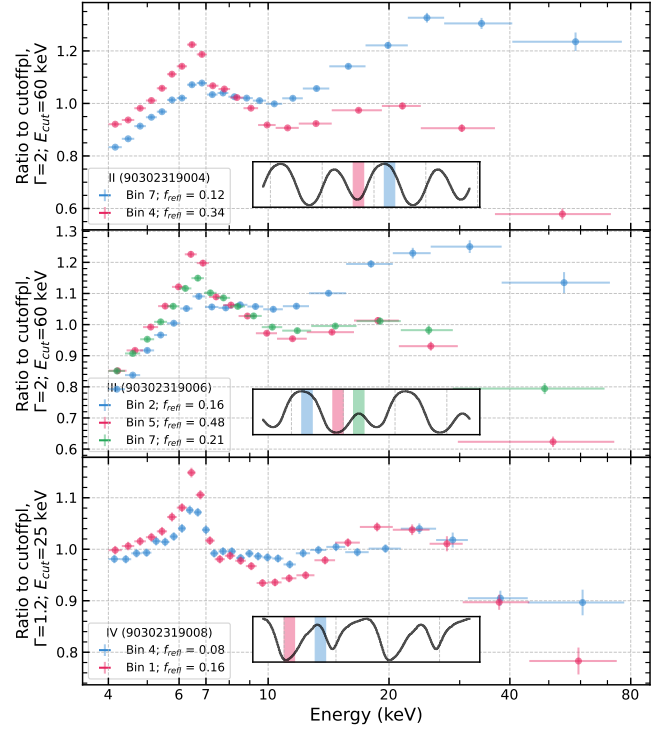 Ratio to cutoffpl,
Γ=2; E_cut=60 keV
1.2
1.0
0.8
0.6
II (90302319004)
Bin 7; f_refl = 0.12
Bin 4; f_refl = 0.34
Ratio to cutoffpl,
Γ=2; E_cut=60 keV
1.3
1.2
1.1
1.0
0.9
0.8
0.7
0.6
III (90302319006)
Bin 2; f_refl = 0.16
Bin 5; f_refl = 0.48
Bin 7; f_refl = 0.21
Ratio to cutoffpl,
Γ=1.2; E_cut=25 keV
1.1
1.0
0.9
0.8
IV (90302319008)
Bin 4; f_refl = 0.08
Bin 1; f_refl = 0.16
4 5 6 7 10 20 40 80
Energy (keV)